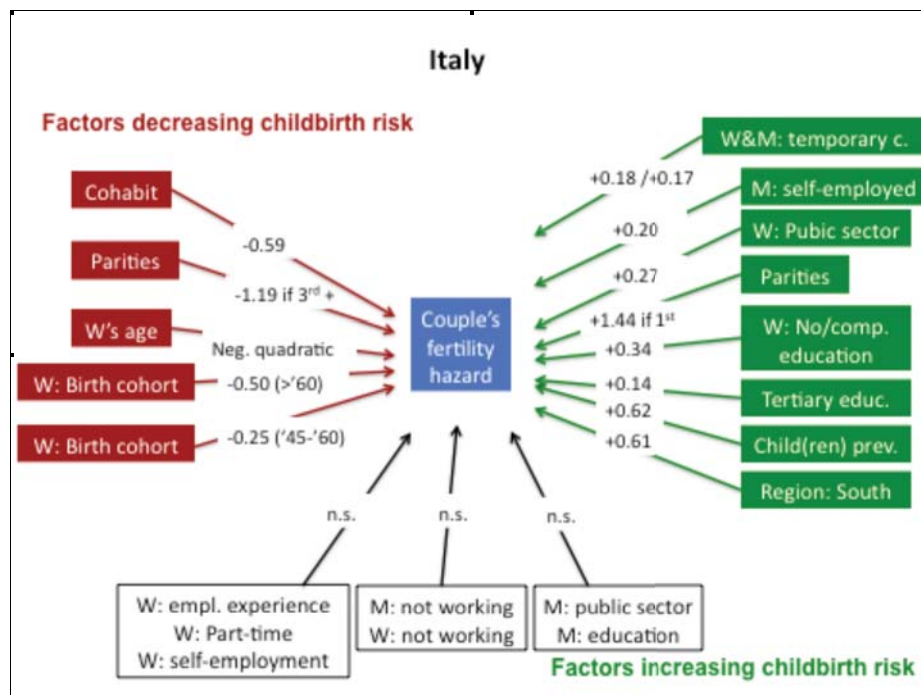 Italy
Factors decreasing childbirth risk
Cohabit
Parities
W's age
W: Birth cohort
W: Birth cohort
-0.59
-1.19 if 3rd +
Neg. quadratic
-0.50 (>'60)
-0.25 ('45-'60)
Couple's
fertility
hazard
+0.18 /+0.17
+0.20
+0.27
+1.44 if 1st
+0.34
+0.14
+0.62
+0.61
W&M: temporary c.
M: self-employed
W: Pubic sector
Parities
W: No/comp.
education
Tertiary educ.
Child(ren) prev.
Region: South
n.s.
n.s.
n.s.
W: empl. experience
W: Part-time
W: self-employment
M: not working
W: not working
M: public sector
M: education
Factors increasing childbirth risk